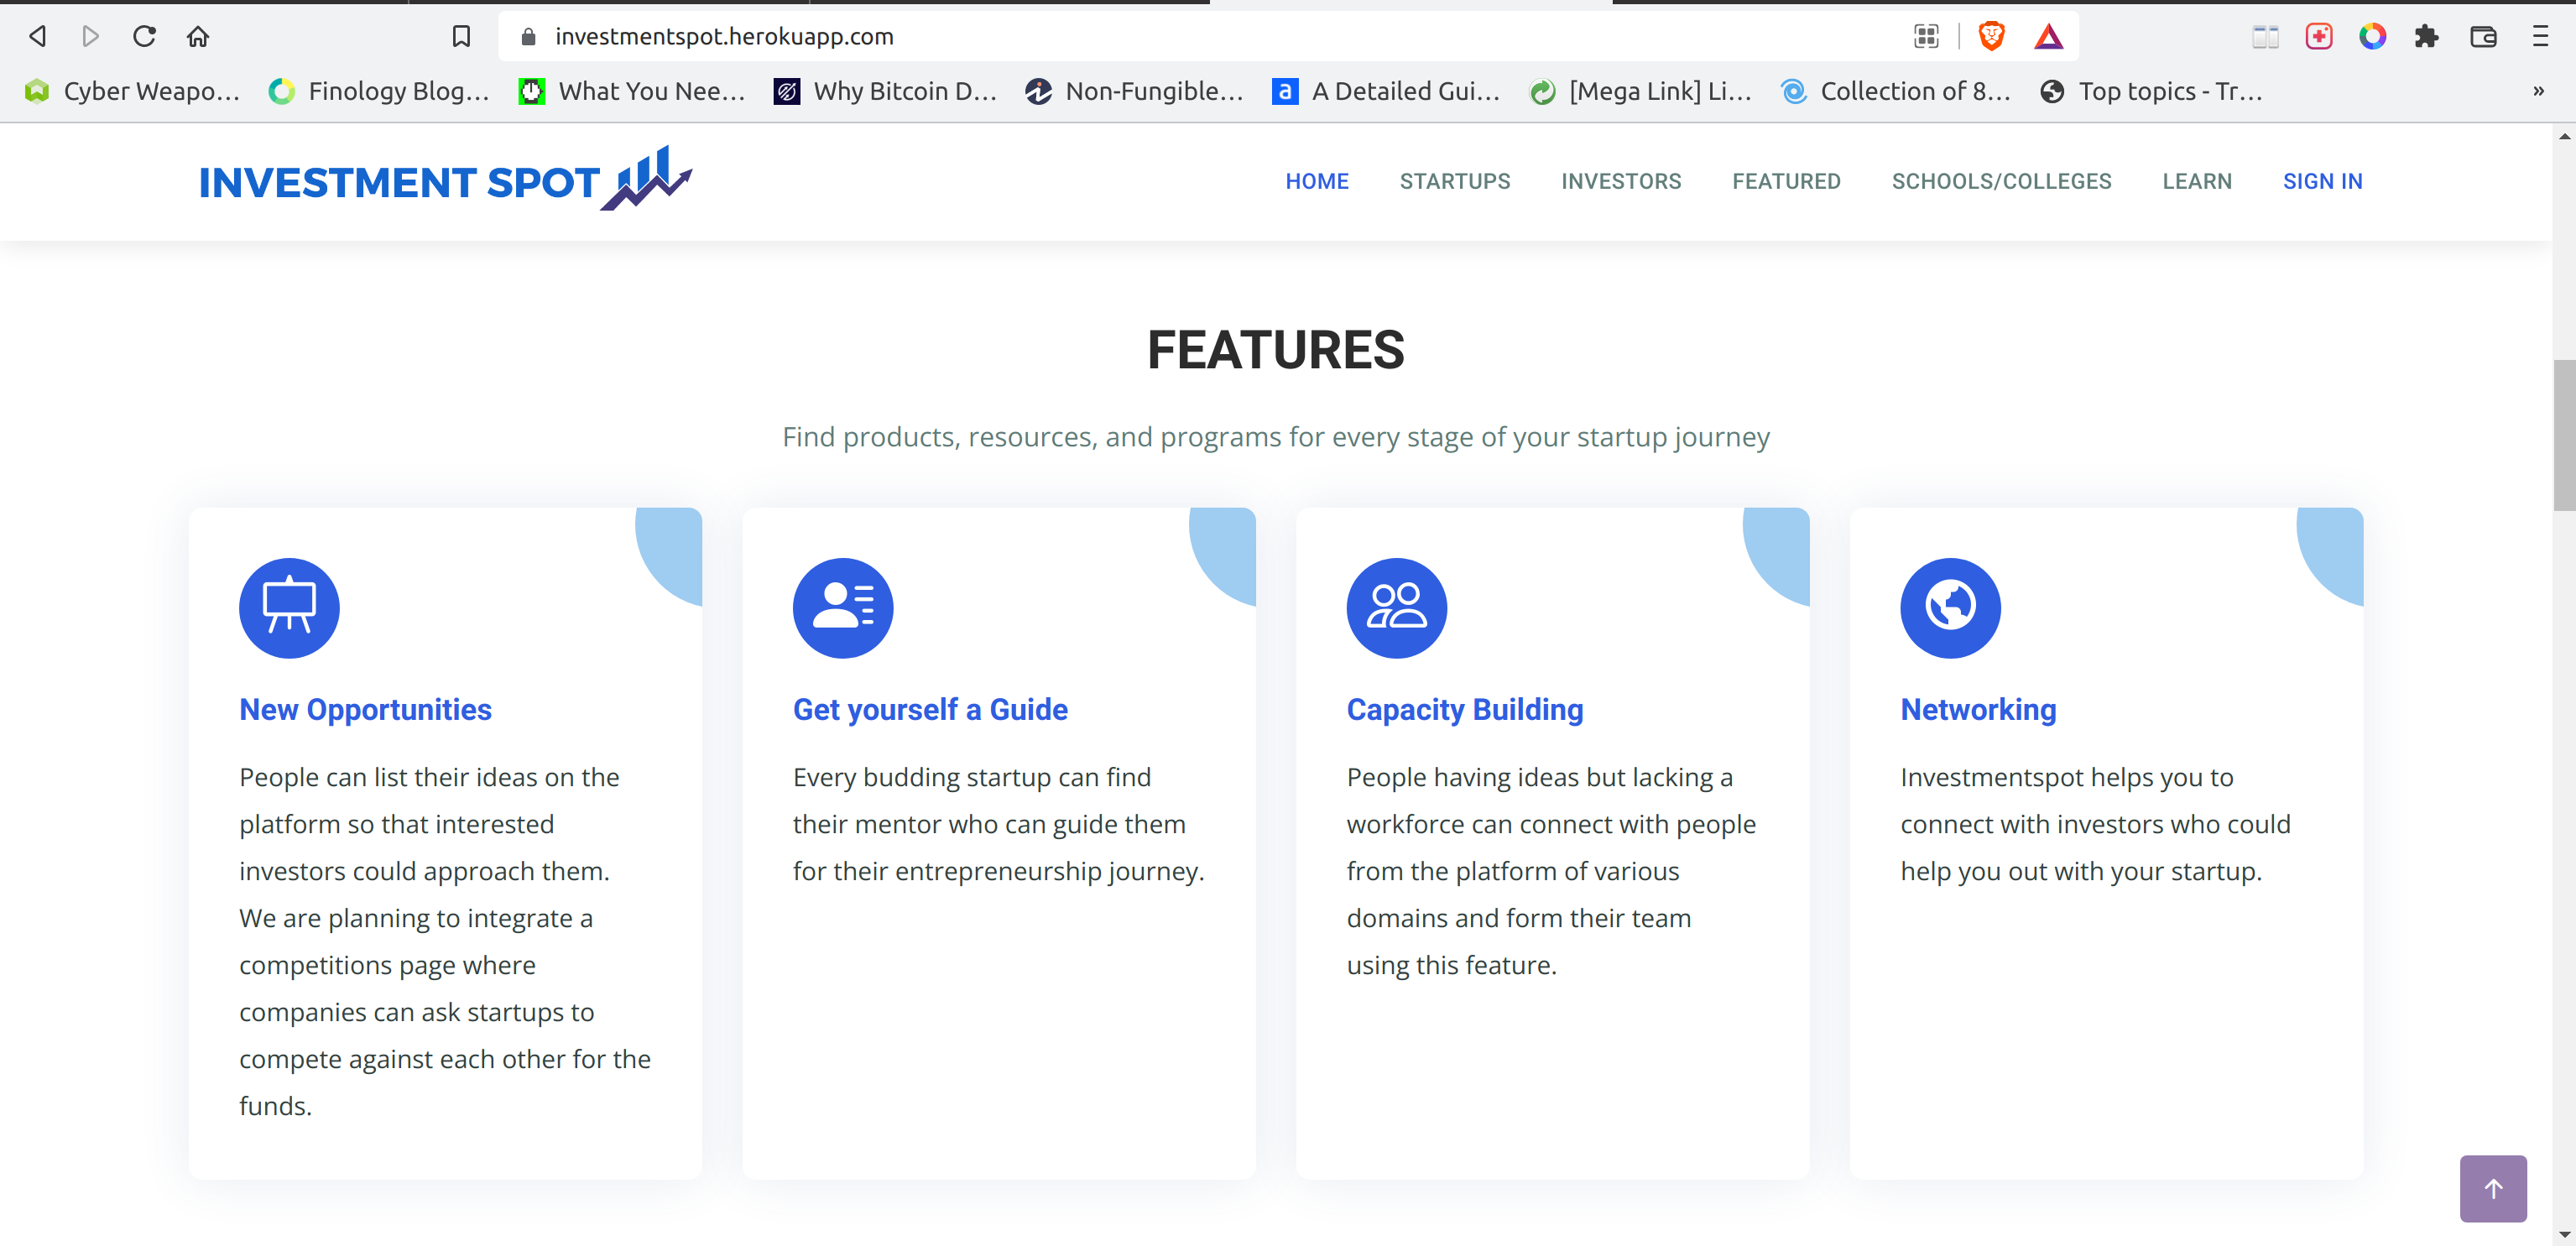 investmentspot.herokuapp.com
Cyber Weapo...
Finology Blog...
What You Nee...
Why Bitcoin D...
Non-Fungible...
A Detailed Gui...
[Mega Link] Li...
Collection of 8...
Top topics - Tr...
»
INVESTMENT SPOT
HOME
STARTUPS
INVESTORS
FEATURED
SCHOOLS/COLLEGES
LEARN
SIGN IN
FEATURES
Find products, resources, and programs for every stage of your startup journey
New Opportunities
People can list their ideas on the
platform so that interested
investors could approach them.
We are planning to integrate a
competitions page where
companies can ask startups to
compete against each other for the
funds.
Get yourself a Guide
Every budding startup can find
their mentor who can guide them
for their entrepreneurship journey.
Capacity Building
People having ideas but lacking a
workforce can connect with people
from the platform of various
domains and form their team
using this feature.
Networking
Investmentspot helps you to
connect with investors who could
help you out with your startup.